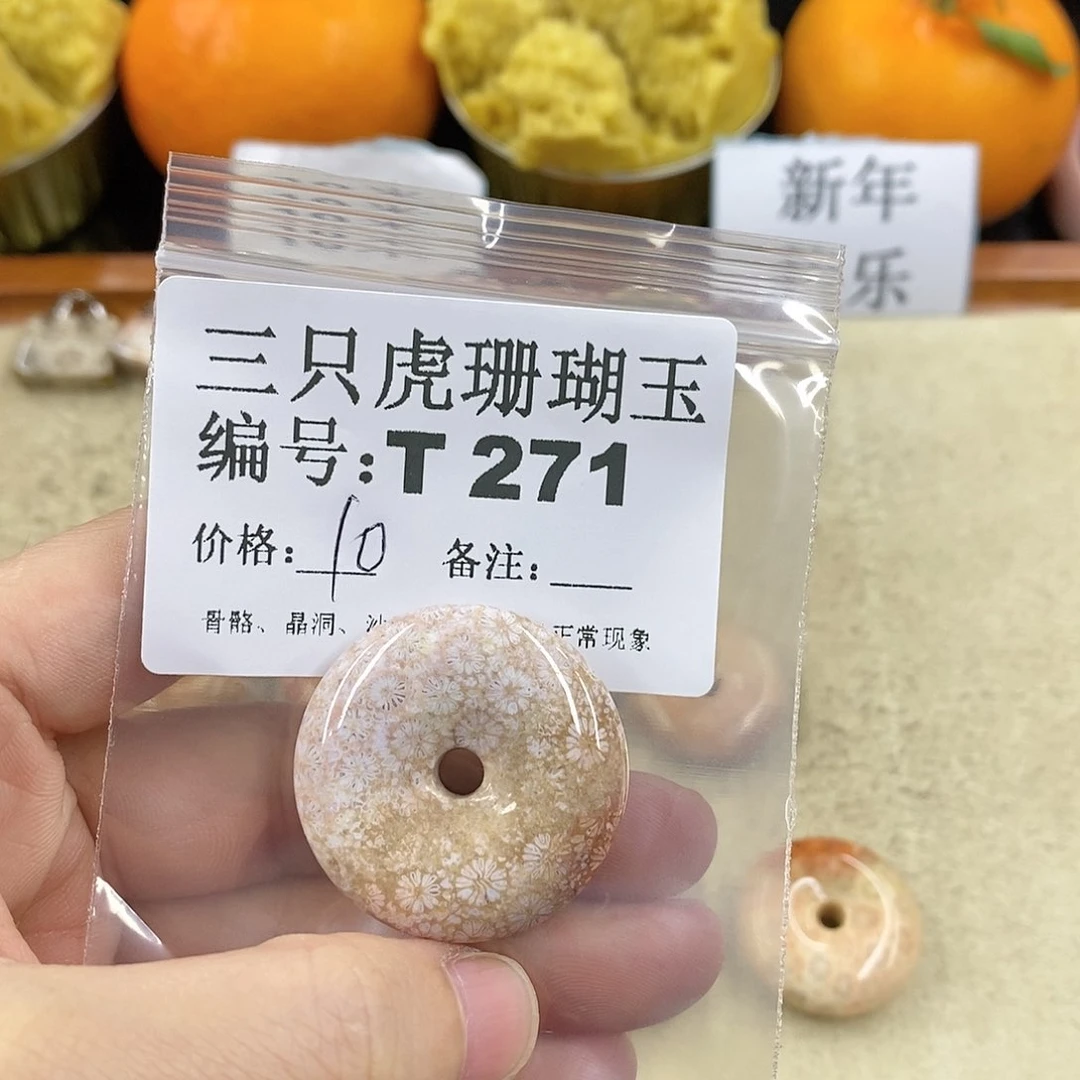 新年
乐
三只虎珊瑚玉
编号:T 271
价格: 10 备注:
骨骼、晶洞、沙 正常现象